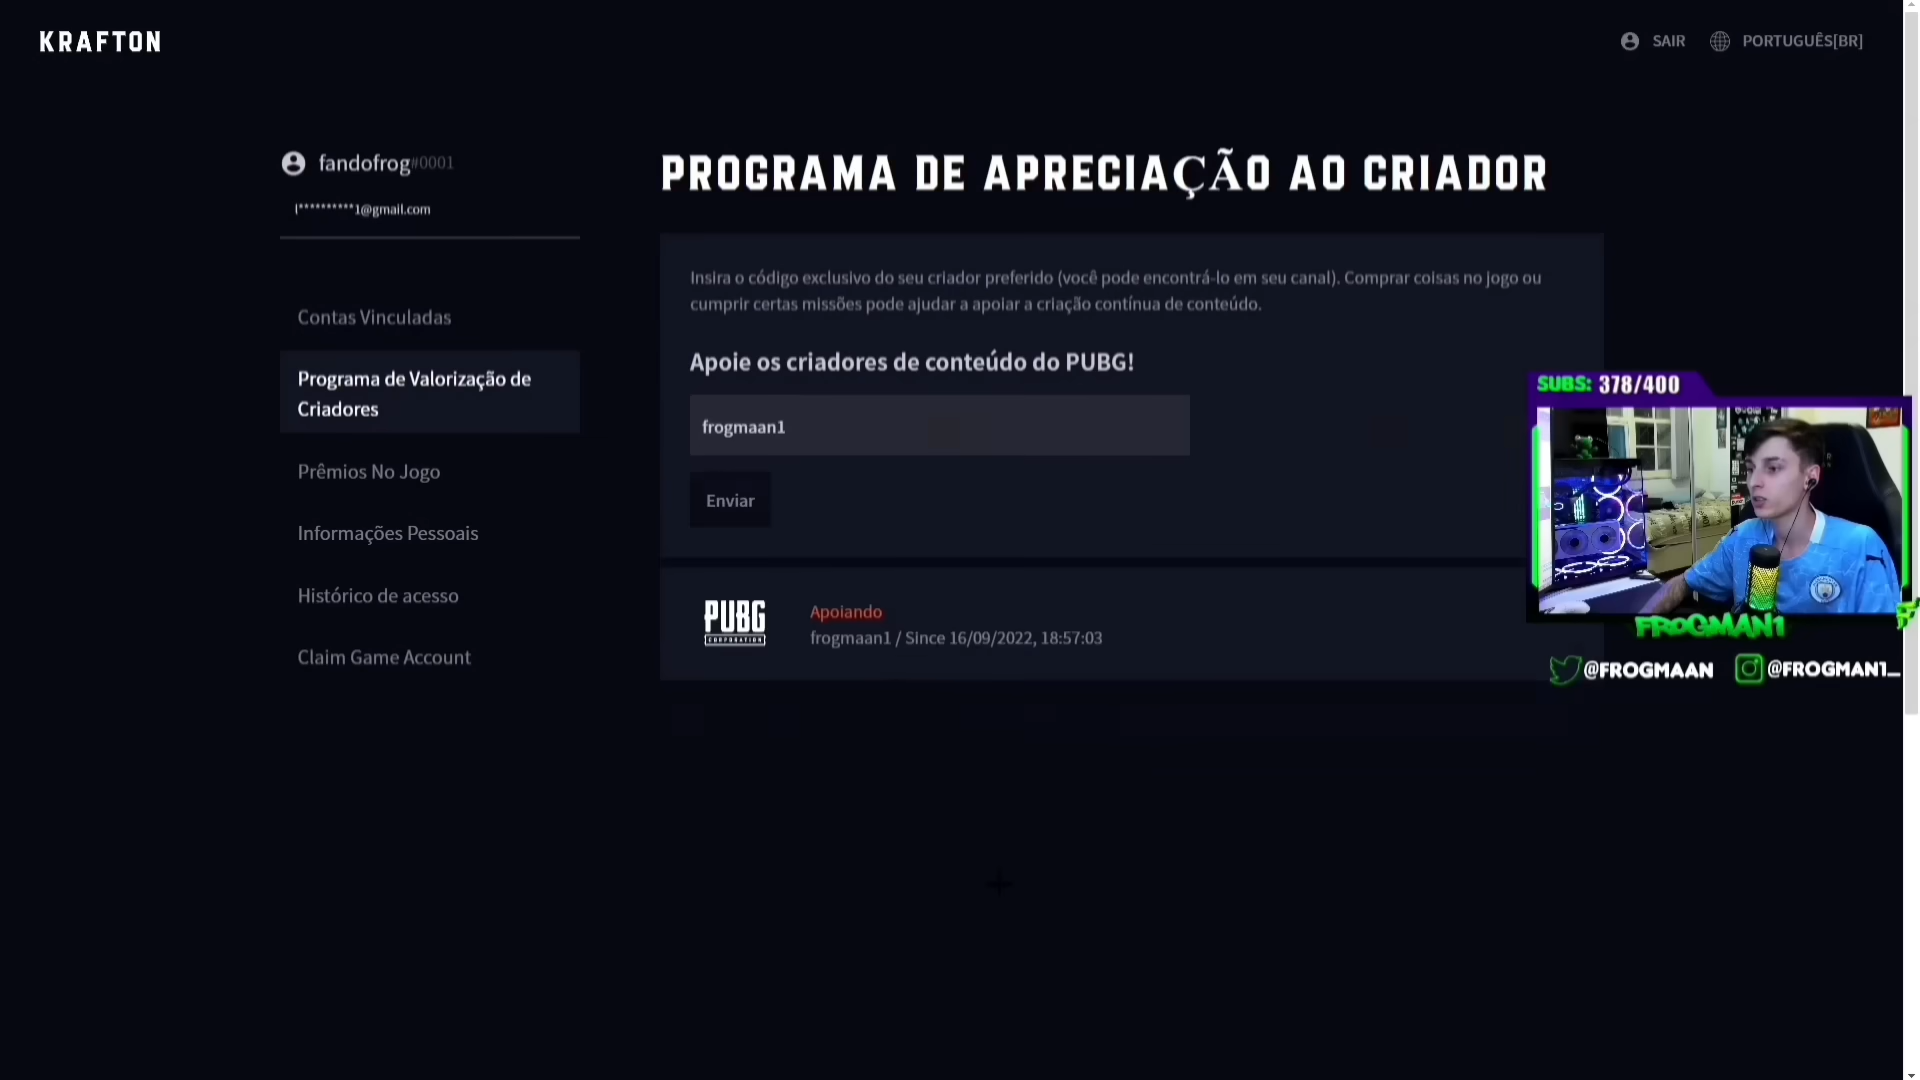 KRAFTON
SAIR
PORTUGUÊS[BR]
fandofrog#0001
l**********1@gmail.com
Contas Vinculadas
Programa de Valorização de
Criadores
Prêmios No Jogo
Informações Pessoais
Histórico de acesso
Claim Game Account
PROGRAMA DE APRECIAÇÃO AO CRIADOR
Insira o código exclusivo do seu criador preferido (você pode encontrá-lo em seu canal). Comprar coisas no jogo ou
cumprir certas missões pode ajudar a apoiar a criação contínua de conteúdo.
Apoie os criadores de conteúdo do PUBG!
frogmaan1
Enviar
PUBG
CORPORATION
Apoiando
frogmaan1 / Since 16/09/2022, 18:57:03
SUBS: 378/400
FROGMAN1
@FROGMAAN
@FROGMAN1_